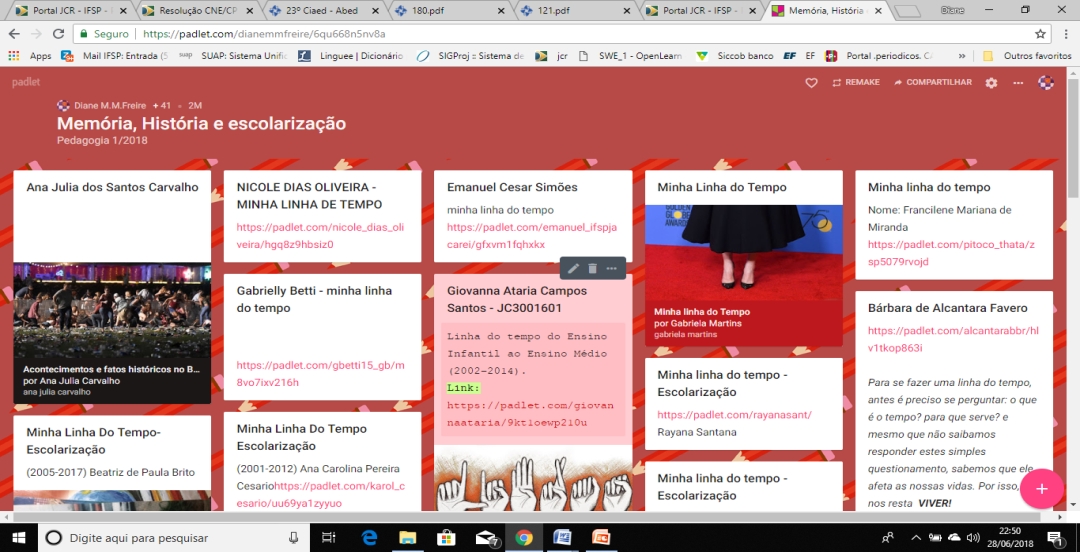 Portal JCR - IFSP -
Resolução CNE/CP
23º Ciaed - Abed
180.pdf
121.pdf
Portal JCR - IFSP -
Memória, História
Diane
Seguro
https://padlet.com/dianemmfreire/6qu668n5nv8a
Apps
Mail IFSP: Entrada (5
SUAP: Sistema Unific
Linguee | Dicionário
SIGProj :: Sistema de
jcr
SWE_1 - OpenLearn
Siccob banco
EF
EF
Portal .periodicos. CA
»
Outros favoritos
padlet
REMAKE
COMPARTILHAR
Diane M.M.Freire + 41 • 2M
Memória, História e escolarização
Pedagogia 1/2018
Ana Julia dos Santos Carvalho
Acontecimentos e fatos históricos no B...
por Ana Julia Carvalho
ana julia carvalho
Minha Linha Do Tempo-
Escolarização
(2005-2017) Beatriz de Paula Brito
NICOLE DIAS OLIVEIRA -
MINHA LINHA DE TEMPO
https://padlet.com/nicole_dias_oli
veira/hgq8z9hbsiz0
Gabrielly Betti - minha linha
do tempo
https://padlet.com/gbetti15_gb/m
8vo7ixv216h
Minha Linha Do Tempo
Escolarização
(2001-2012) Ana Carolina Pereira
Cesariohttps://padlet.com/karol_c
esario/uu69ya1zyyuo
Emanuel Cesar Simões
minha linha do tempo
https://padlet.com/emanuel_ifspja
carei/gfxvm1fqhxkx
Giovanna Ataria Campos
Santos - JC3001601
Linha do tempo do Ensino
Infantil ao Ensino Médio
(2002-2014).
Link:
https://padlet.com/giovan
naataria/9kt1oewp2l0u
Minha Linha do Tempo
75
Minha linha do Tempo
por Gabriela Martins
gabriela martins
Minha linha do tempo -
Escolarização
https://padlet.com/rayanasant/
Rayana Santana
Minha linha do tempo
- Escolarização
Minha linha do tempo
Nome: Francilene Mariana de
Miranda
https://padlet.com/pitoco_thata/z
sp5079rvojd
Bárbara de Alcantara Favero
https://padlet.com/alcantarabbr/hl
v1tkop863i
Para se fazer uma linha do tempo,
antes é preciso se perguntar: o que
é o tempo? para que serve? e
mesmo que não saibamos
responder estes simples
questionamento, sabemos que ele
afeta as nossas vidas. Por isso,
nos resta VIVER!
Digite aqui para pesquisar
7
22:50
28/06/2018
1